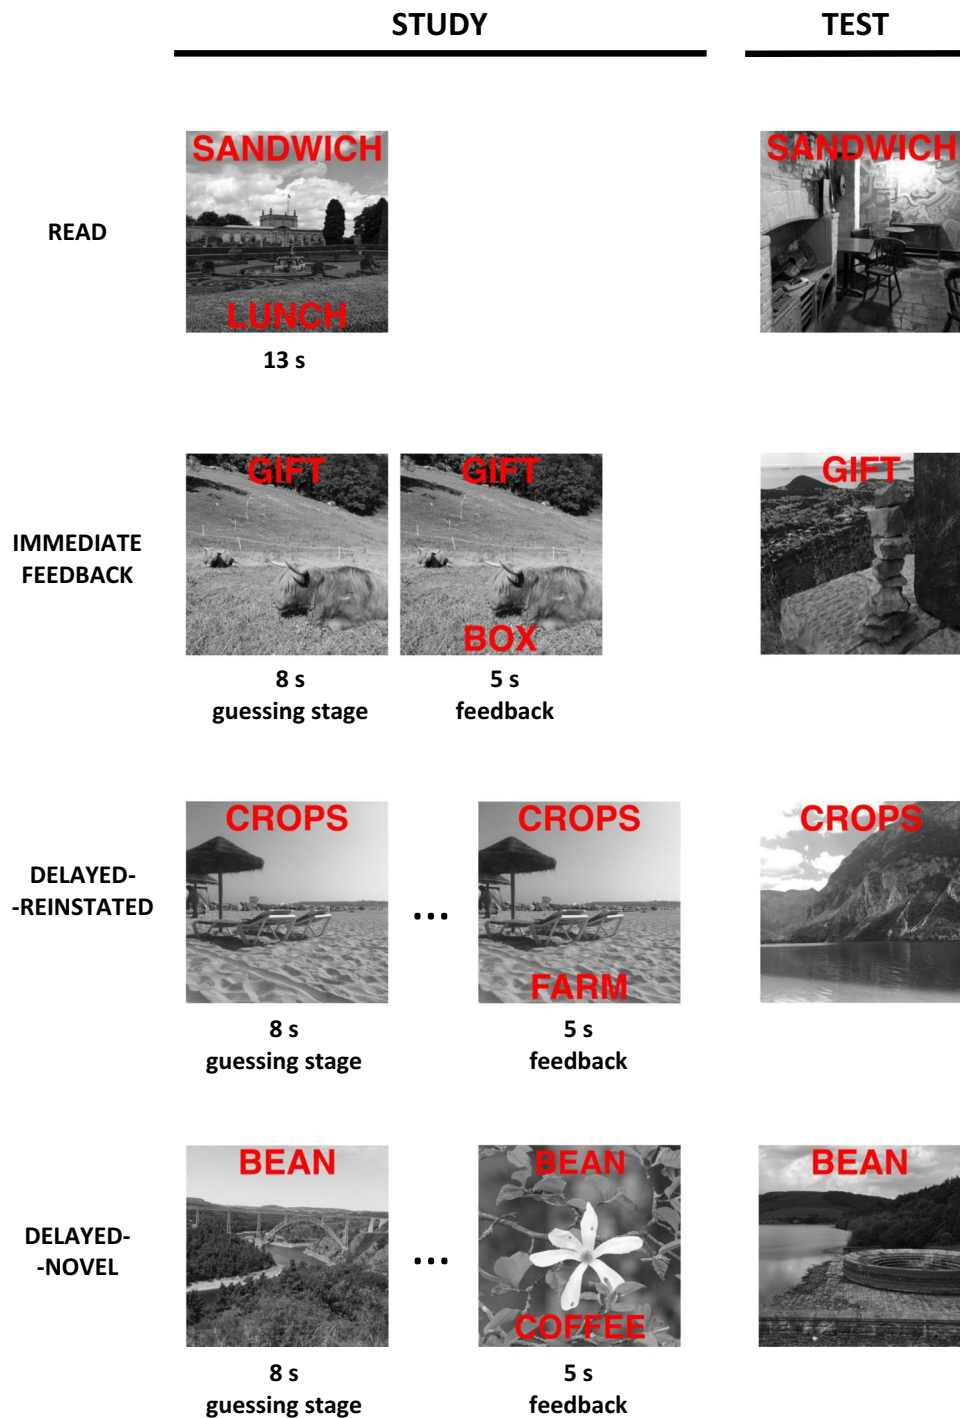 STUDY
TEST
READ
SANDWICH
LUNCH
13 s
SANDWICH
IMMEDIATE
FEEDBACK
GIFT
8 s
guessing stage
GIFT
BOX
5 s
feedback
GIFT
DELAYED-
-REINSTATED
CROPS
8 s
guessing stage
...
CROPS
FARM
5 s
feedback
CROPS
DELAYED-
-NOVEL
BEAN
8 s
guessing stage
...
BEAN
COFFEE
5 s
feedback
BEAN